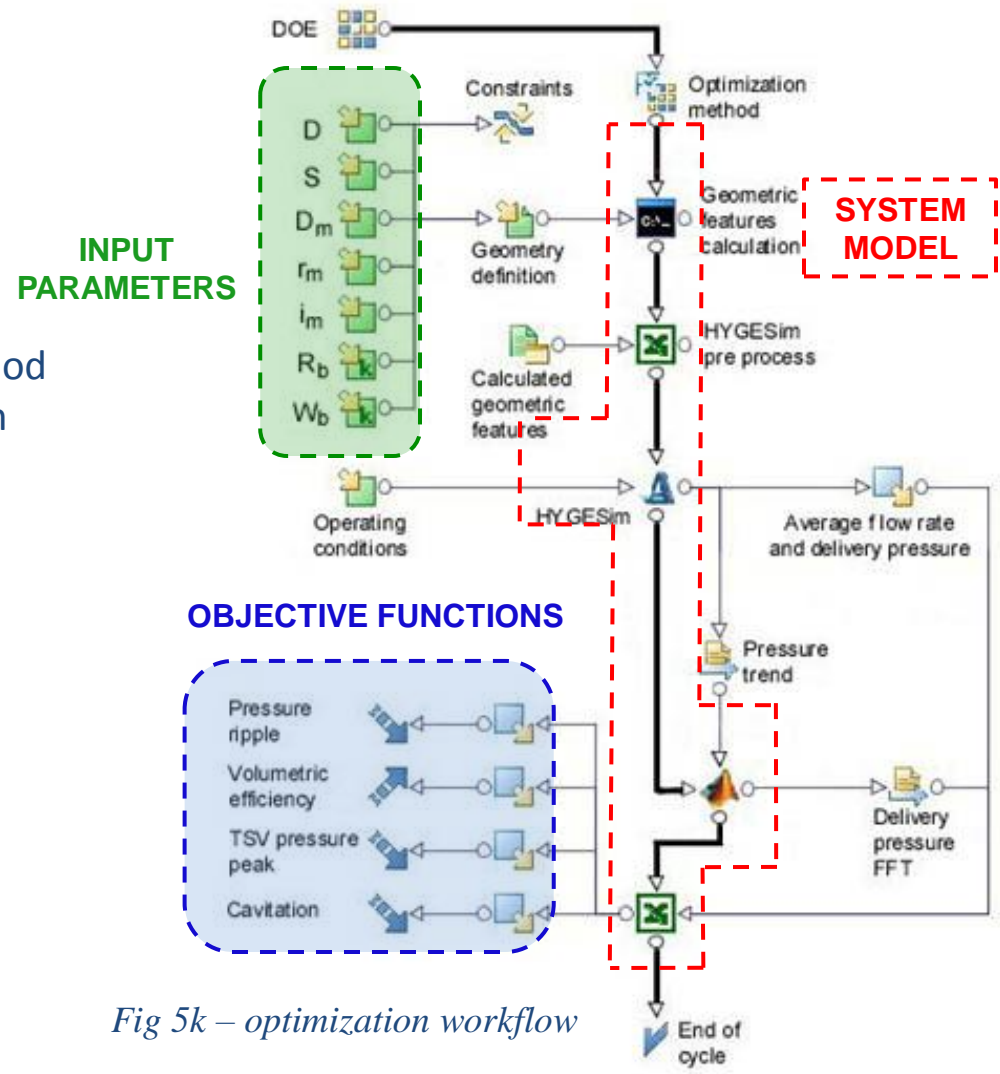 DOE
Optimization
method
Constraints
D
S
Dm
rm
im
Rb
Wb
INPUT
PARAMETERS
Geometry
definition
C:\_
Geometric
features
calculation
SYSTEM
MODEL
HYGESim
pre process
Calculated
geometric
features
od
Operating
conditions
HYGESim
Average flow rate
and delivery pressure
OBJECTIVE FUNCTIONS
Pressure
trend
Pressure
ripple
Volumetric
efficiency
TSV pressure
peak
Cavitation
Delivery
pressure
FFT
Fig 5k – optimization workflow
End of
cycle